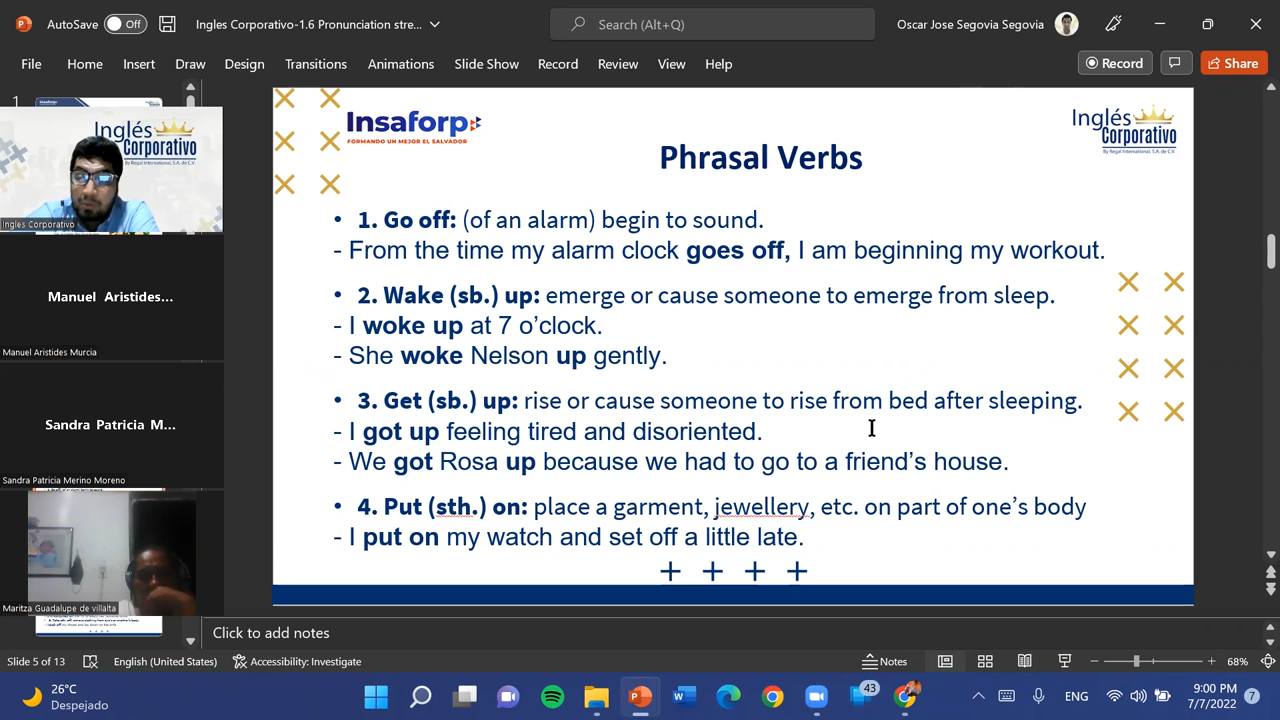 AutoSave Off Ingles Corporativo-1.6 Pronunciation stre... Search (Alt+Q) Oscar Jose Segovia Segovia
File Home Insert Draw Design Transitions Animations Slide Show Record Review View Help Record Share
1
Inglés
Corporativo
By Regal International, S.A. de C.V.
Ingles Corporativo
Manuel Aristides...
Manuel Aristides Murcia
Sandra Patricia M...
Sandra Patricia Merino Moreno
Maritza Guadalupe de villalta
Insaforp
FORMANDO UN MEJOR EL SALVADOR
Inglés
Corporativo
By Regal International, S.A. de C.V.
Phrasal Verbs
• 1. Go off: (of an alarm) begin to sound.
- From the time my alarm clock goes off, I am beginning my workout.
• 2. Wake (sb.) up: emerge or cause someone to emerge from sleep.
- I woke up at 7 o’clock.
- She woke Nelson up gently.
• 3. Get (sb.) up: rise or cause someone to rise from bed after sleeping.
- I got up feeling tired and disoriented.
- We got Rosa up because we had to go to a friend’s house.
• 4. Put (sth.) on: place a garment, jewellery, etc. on part of one’s body
- I put on my watch and set off a little late.
Click to add notes
Slide 5 of 13 English (United States) Accessibility: Investigate Notes 68%
26°C
Despejado
43
ENG
9:00 PM
7/7/2022
7